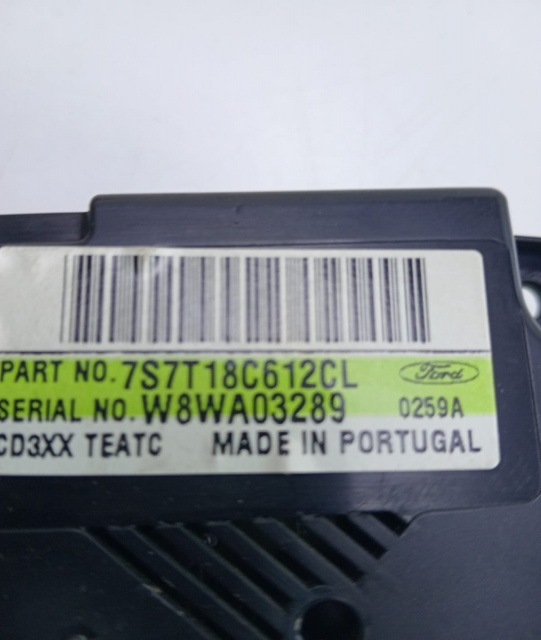 PART NO. 7S7T18C612CL Ford
SERIAL NO. W8WA03289 0259A
CD3XX TEATC MADE IN PORTUGAL